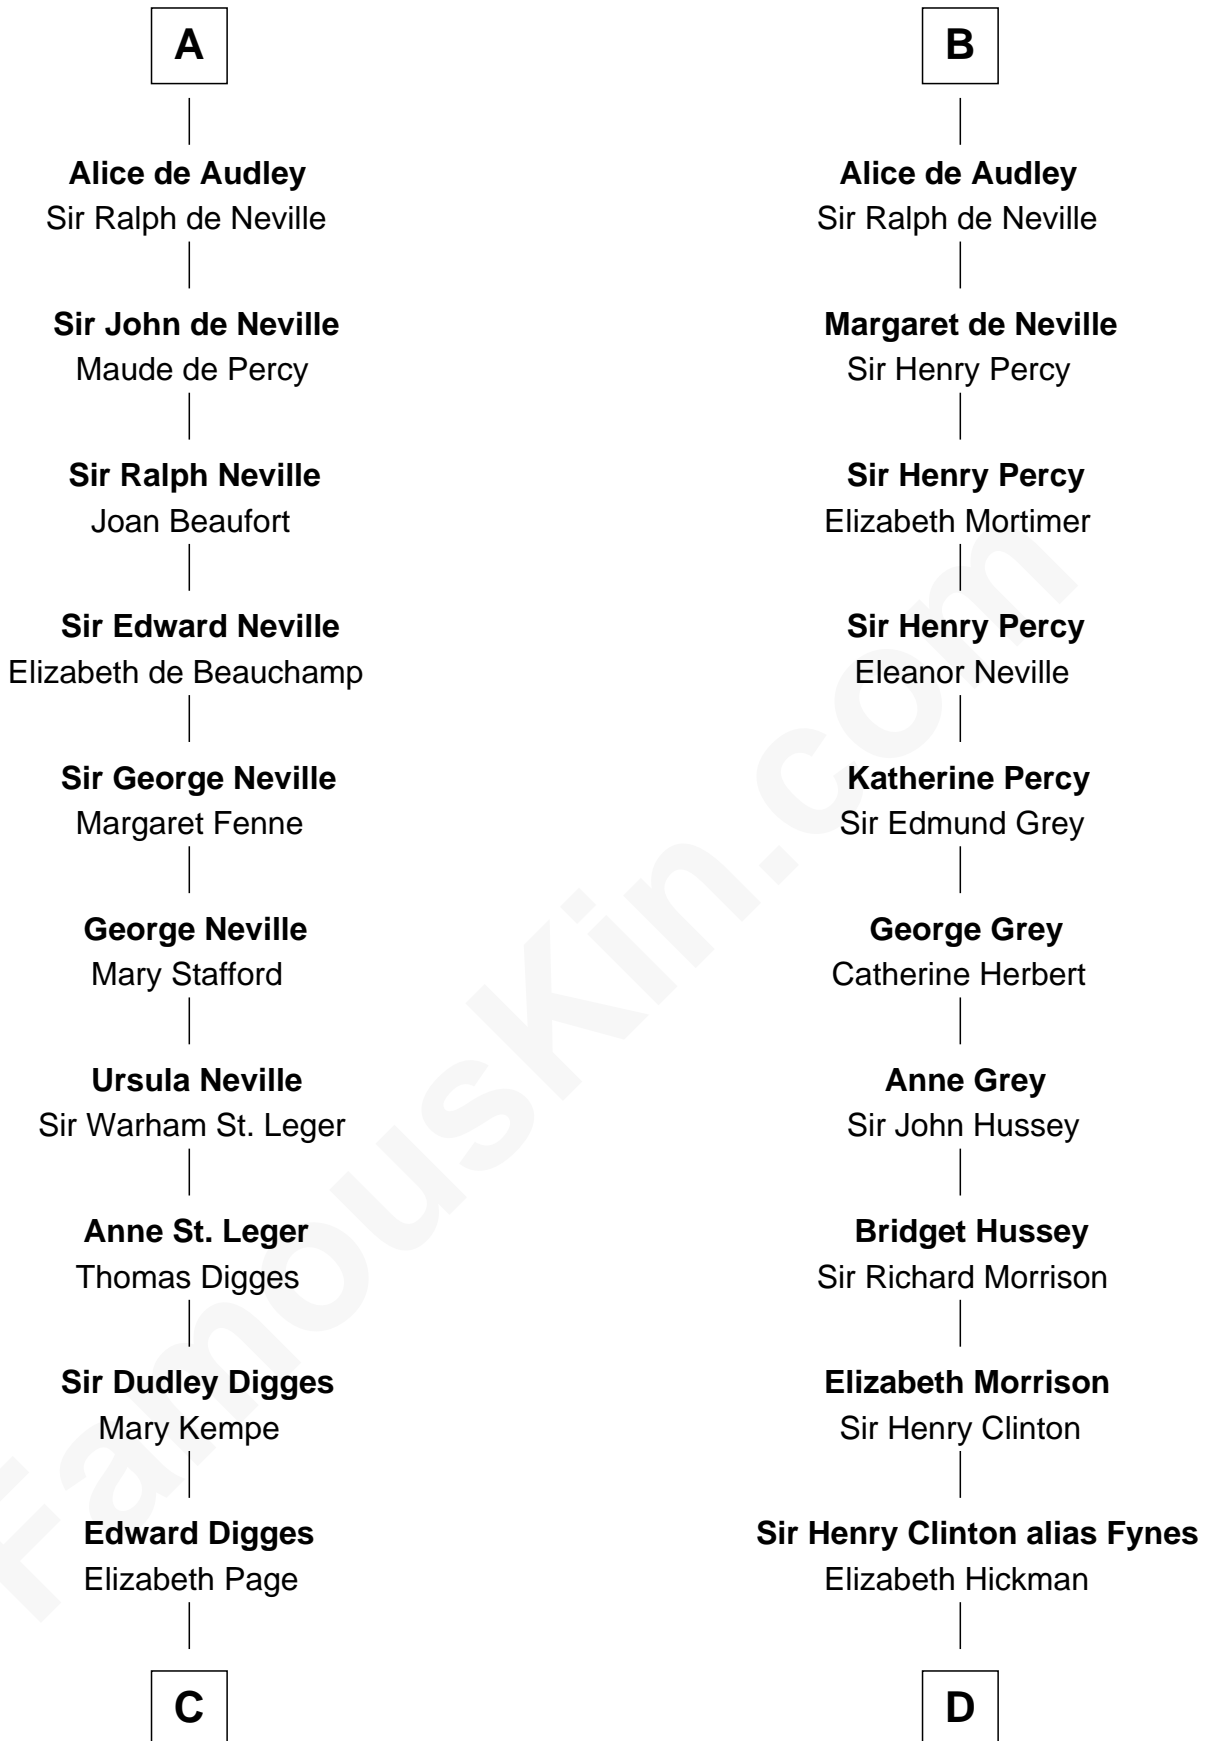 A
Alice de Audley
Sir Ralph de Neville
Sir John de Neville
Maude de Percy
Sir Ralph Neville
Joan Beaufort
Sir Edward Neville
Elizabeth de Beauchamp
Sir George Neville
Margaret Fenne
George Neville
Mary Stafford
Ursula Neville
Sir Warham St. Leger
Anne St. Leger
Thomas Digges
Sir Dudley Digges
Mary Kempe
Edward Digges
Elizabeth Page
C
B
Alice de Audley
Sir Ralph de Neville
Margaret de Neville
Sir Henry Percy
Sir Henry Percy
Elizabeth Mortimer
Sir Henry Percy
Eleanor Neville
Katherine Percy
Sir Edmund Grey
George Grey
Catherine Herbert
Anne Grey
Sir John Hussey
Bridget Hussey
Sir Richard Morrison
Elizabeth Morrison
Sir Henry Clinton
Sir Henry Clinton alias Fynes
Elizabeth Hickman
D
FamousKin.com